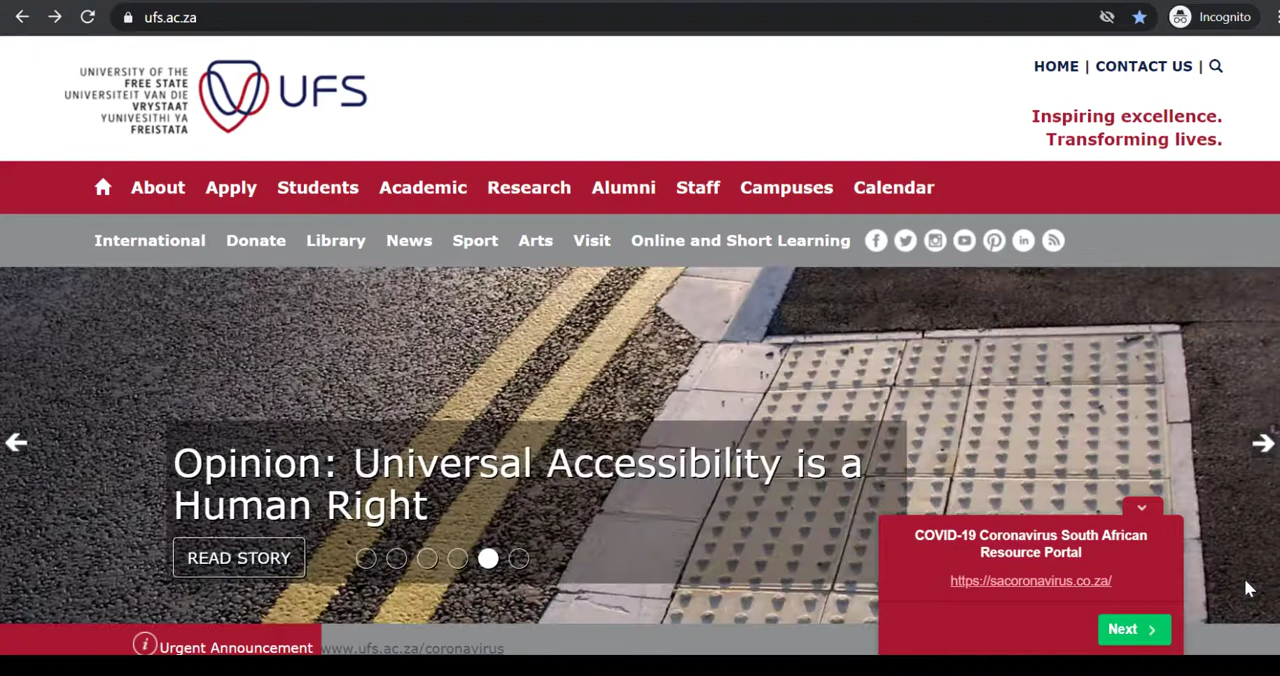 ufs.ac.za
Incognito
UNIVERSITY OF THE
FREE STATE
UNIVERSITEIT VAN DIE
VRYSTAAT
YUNIVESITHI YA
FREISTATA
UFS
HOME | CONTACT US |
Inspiring excellence.
Transforming lives.
About Apply Students Academic Research Alumni Staff Campuses Calendar
International Donate Library News Sport Arts Visit Online and Short Learning
Opinion: Universal Accessibility is a
Human Right
READ STORY
COVID-19 Coronavirus South African
Resource Portal
https://sacoronavirus.co.za/
Next
Urgent Announcement
www.ufs.ac.za/coronavirus